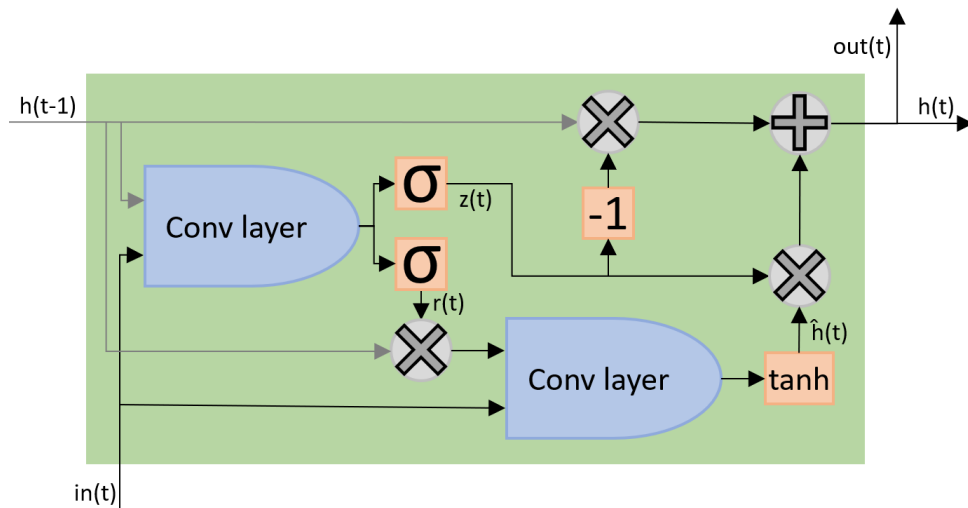 out(t)
h(t-1)
h(t)
σ
z(t)
-1
Conv layer
σ
r(t)
ĥ(t)
Conv layer
tanh
in(t)